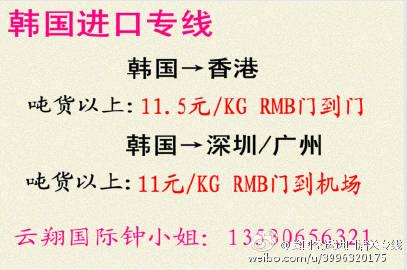 韩国进口专线
韩国→香港
吨货以上:11.5元/KG RMB门到门
韩国→深圳/广州
吨货以上:11元/KG RMB门到机场
云翔国际钟小姐:13530656321
weibo.com/u/3996320175